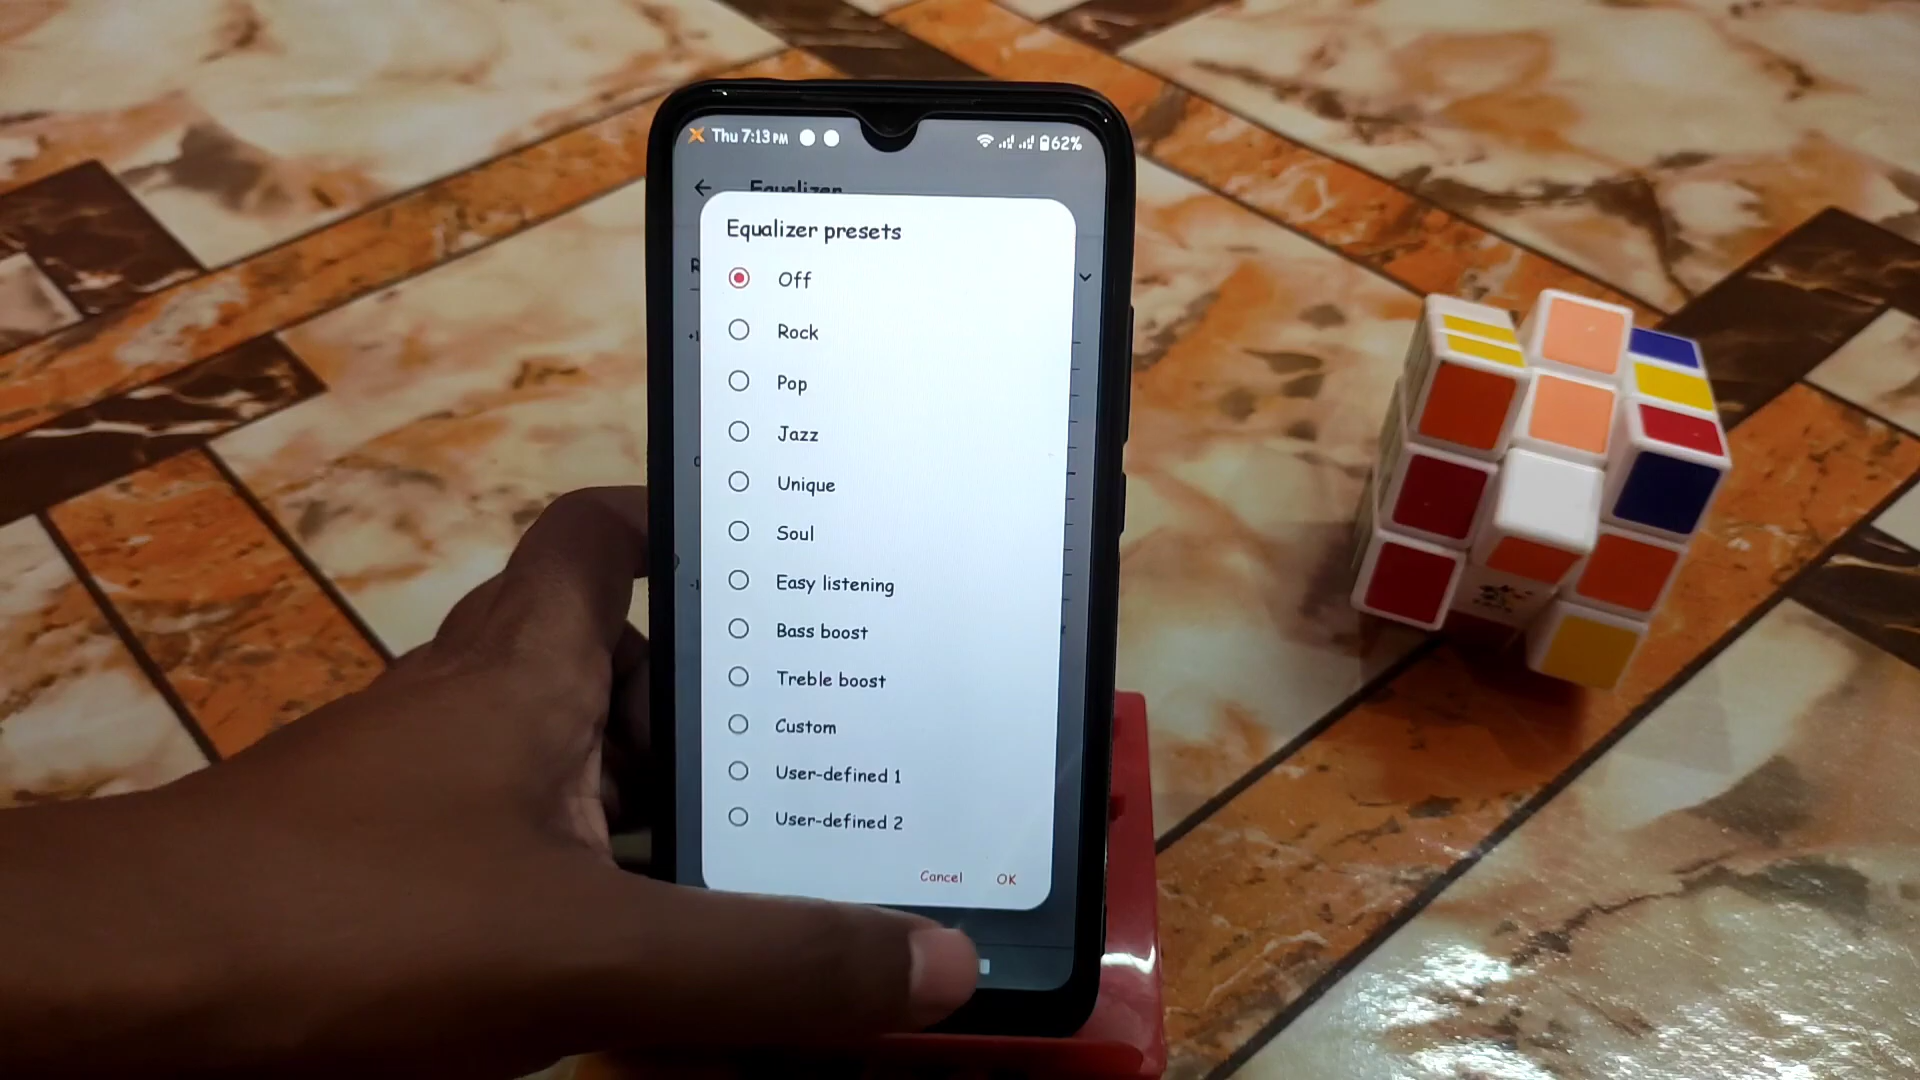 Thu 7:13 PM
62%
Equalizer
Equalizer presets
Off
Rock
Pop
Jazz
Unique
Soul
Easy listening
Bass boost
Treble boost
Custom
User-defined 1
User-defined 2
Cancel OK